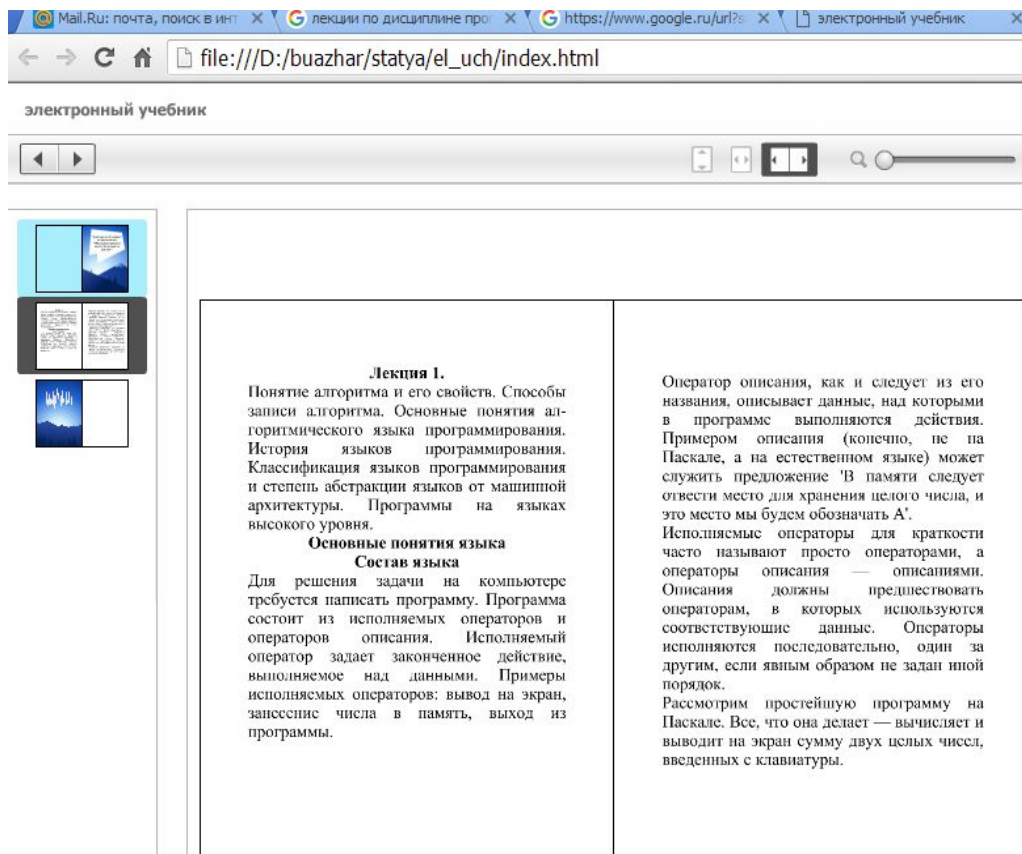 Mail.Ru: почта, поиск в инт
лекции по дисциплине прог
https://www.google.ru/url?s
электронный учебник
file:///D:/buazhar/statya/el_uch/index.html
электронный учебник
Лекция 1.
Понятие алгоритма и его свойств. Способы
записи алгоритма. Основные понятия ал-
горитмического языка программирования.
История языков программирования.
Классификация языков программирования
и степень абстракции языков от машинной
архитектуры. Программы на языках
высокого уровня.
Основные понятия языка
Состав языка
Для решения задачи на компьютере
требуется написать программу. Программа
состоит из исполняемых операторов и
операторов описания. Исполняемый
оператор задает законченное действие,
выполняемое над данными. Примеры
исполняемых операторов: вывод на экран,
занесение числа в память, выход из
программы.
Оператор описания, как и следует из его
названия, описывает данные, над которыми
в программе выполняются действия.
Примером описания (конечно, не на
Паскале, а на естественном языке) может
служить предложение 'В памяти следует
отвести место для хранения целого числа, и
это место мы будем обозначать А'.
Исполняемые операторы для краткости
часто называют просто операторами, а
операторы описания — описаниями.
Описания должны предшествовать
операторам, в которых используются
соответствующие данные. Операторы
исполняются последовательно, один за
другим, если явным образом не задан иной
порядок.
Рассмотрим простейшую программу на
Паскале. Все, что она делает — вычисляет и
выводит на экран сумму двух целых чисел,
введенных с клавиатуры.